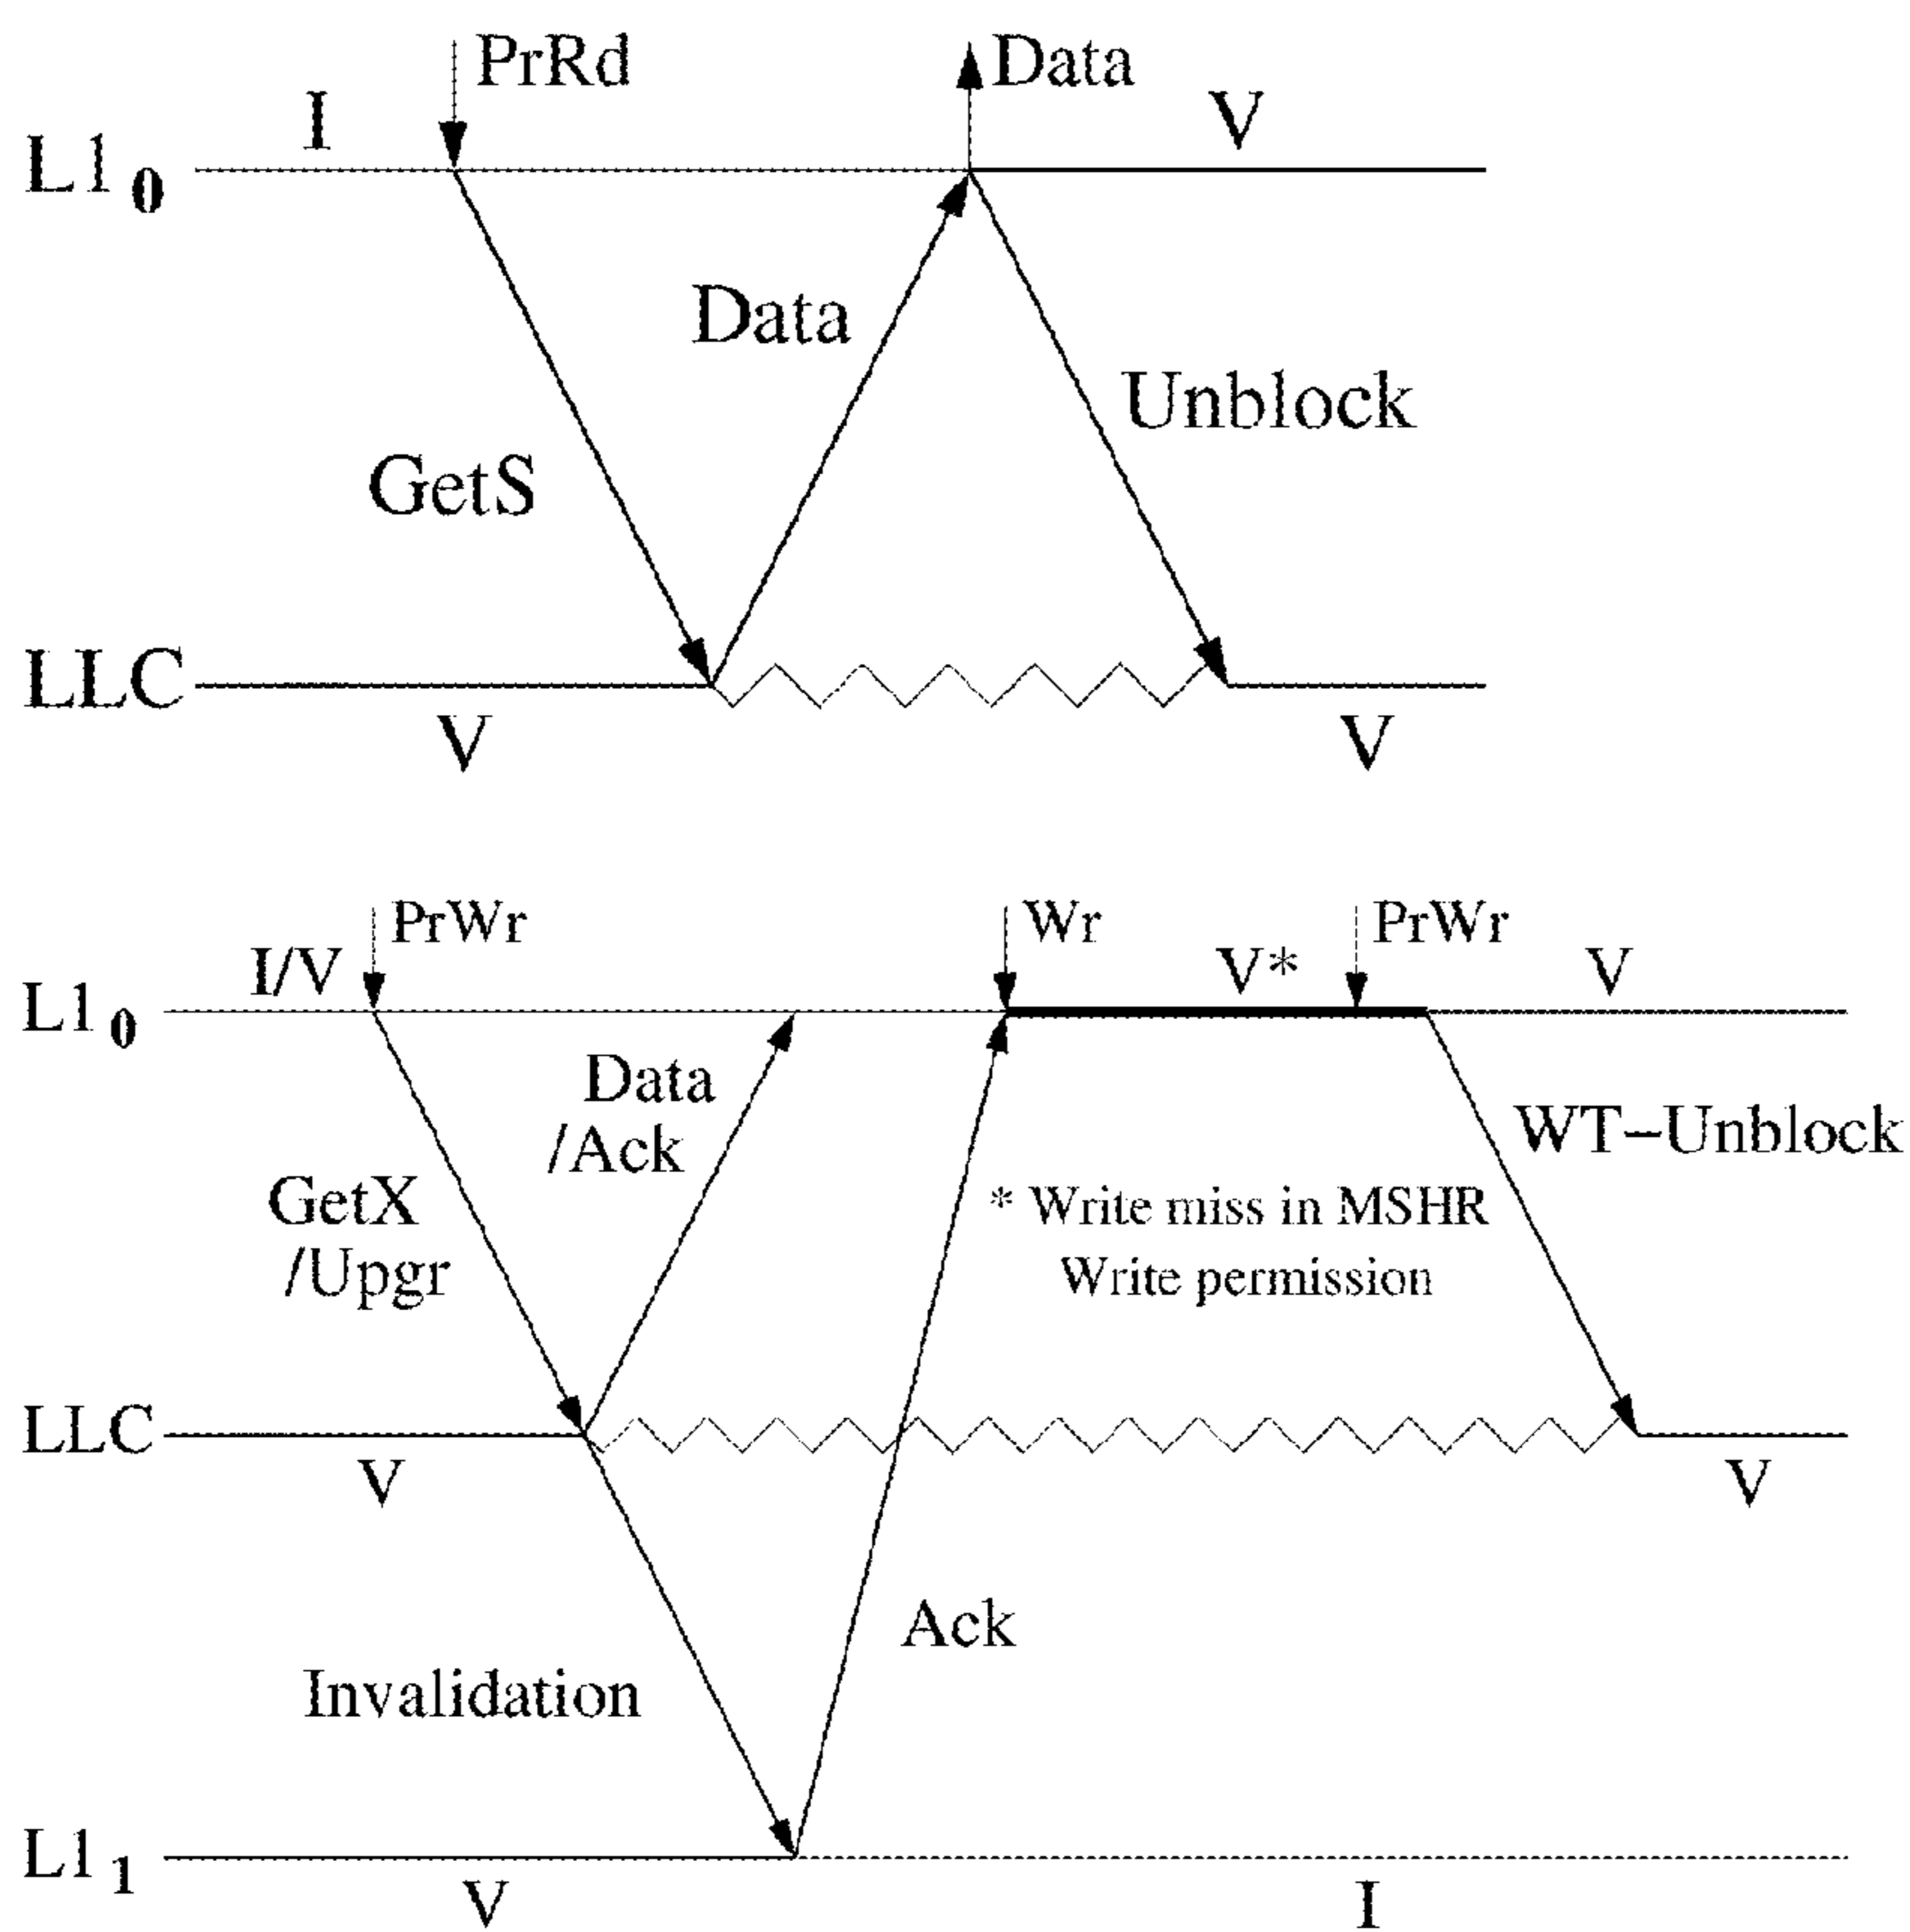 PrRd
Data
I
V
L1 0
Data
Unblock
GetS
LLC
V
V
PrWr
Wr
PrWr
I/V
V*
V
L1 0
Data
/Ack
WT-Unblock
GetX
/Upgr
* Write miss in MSHR
Write permission
LLC
V
V
Ack
Invalidation
L1 1
V
I